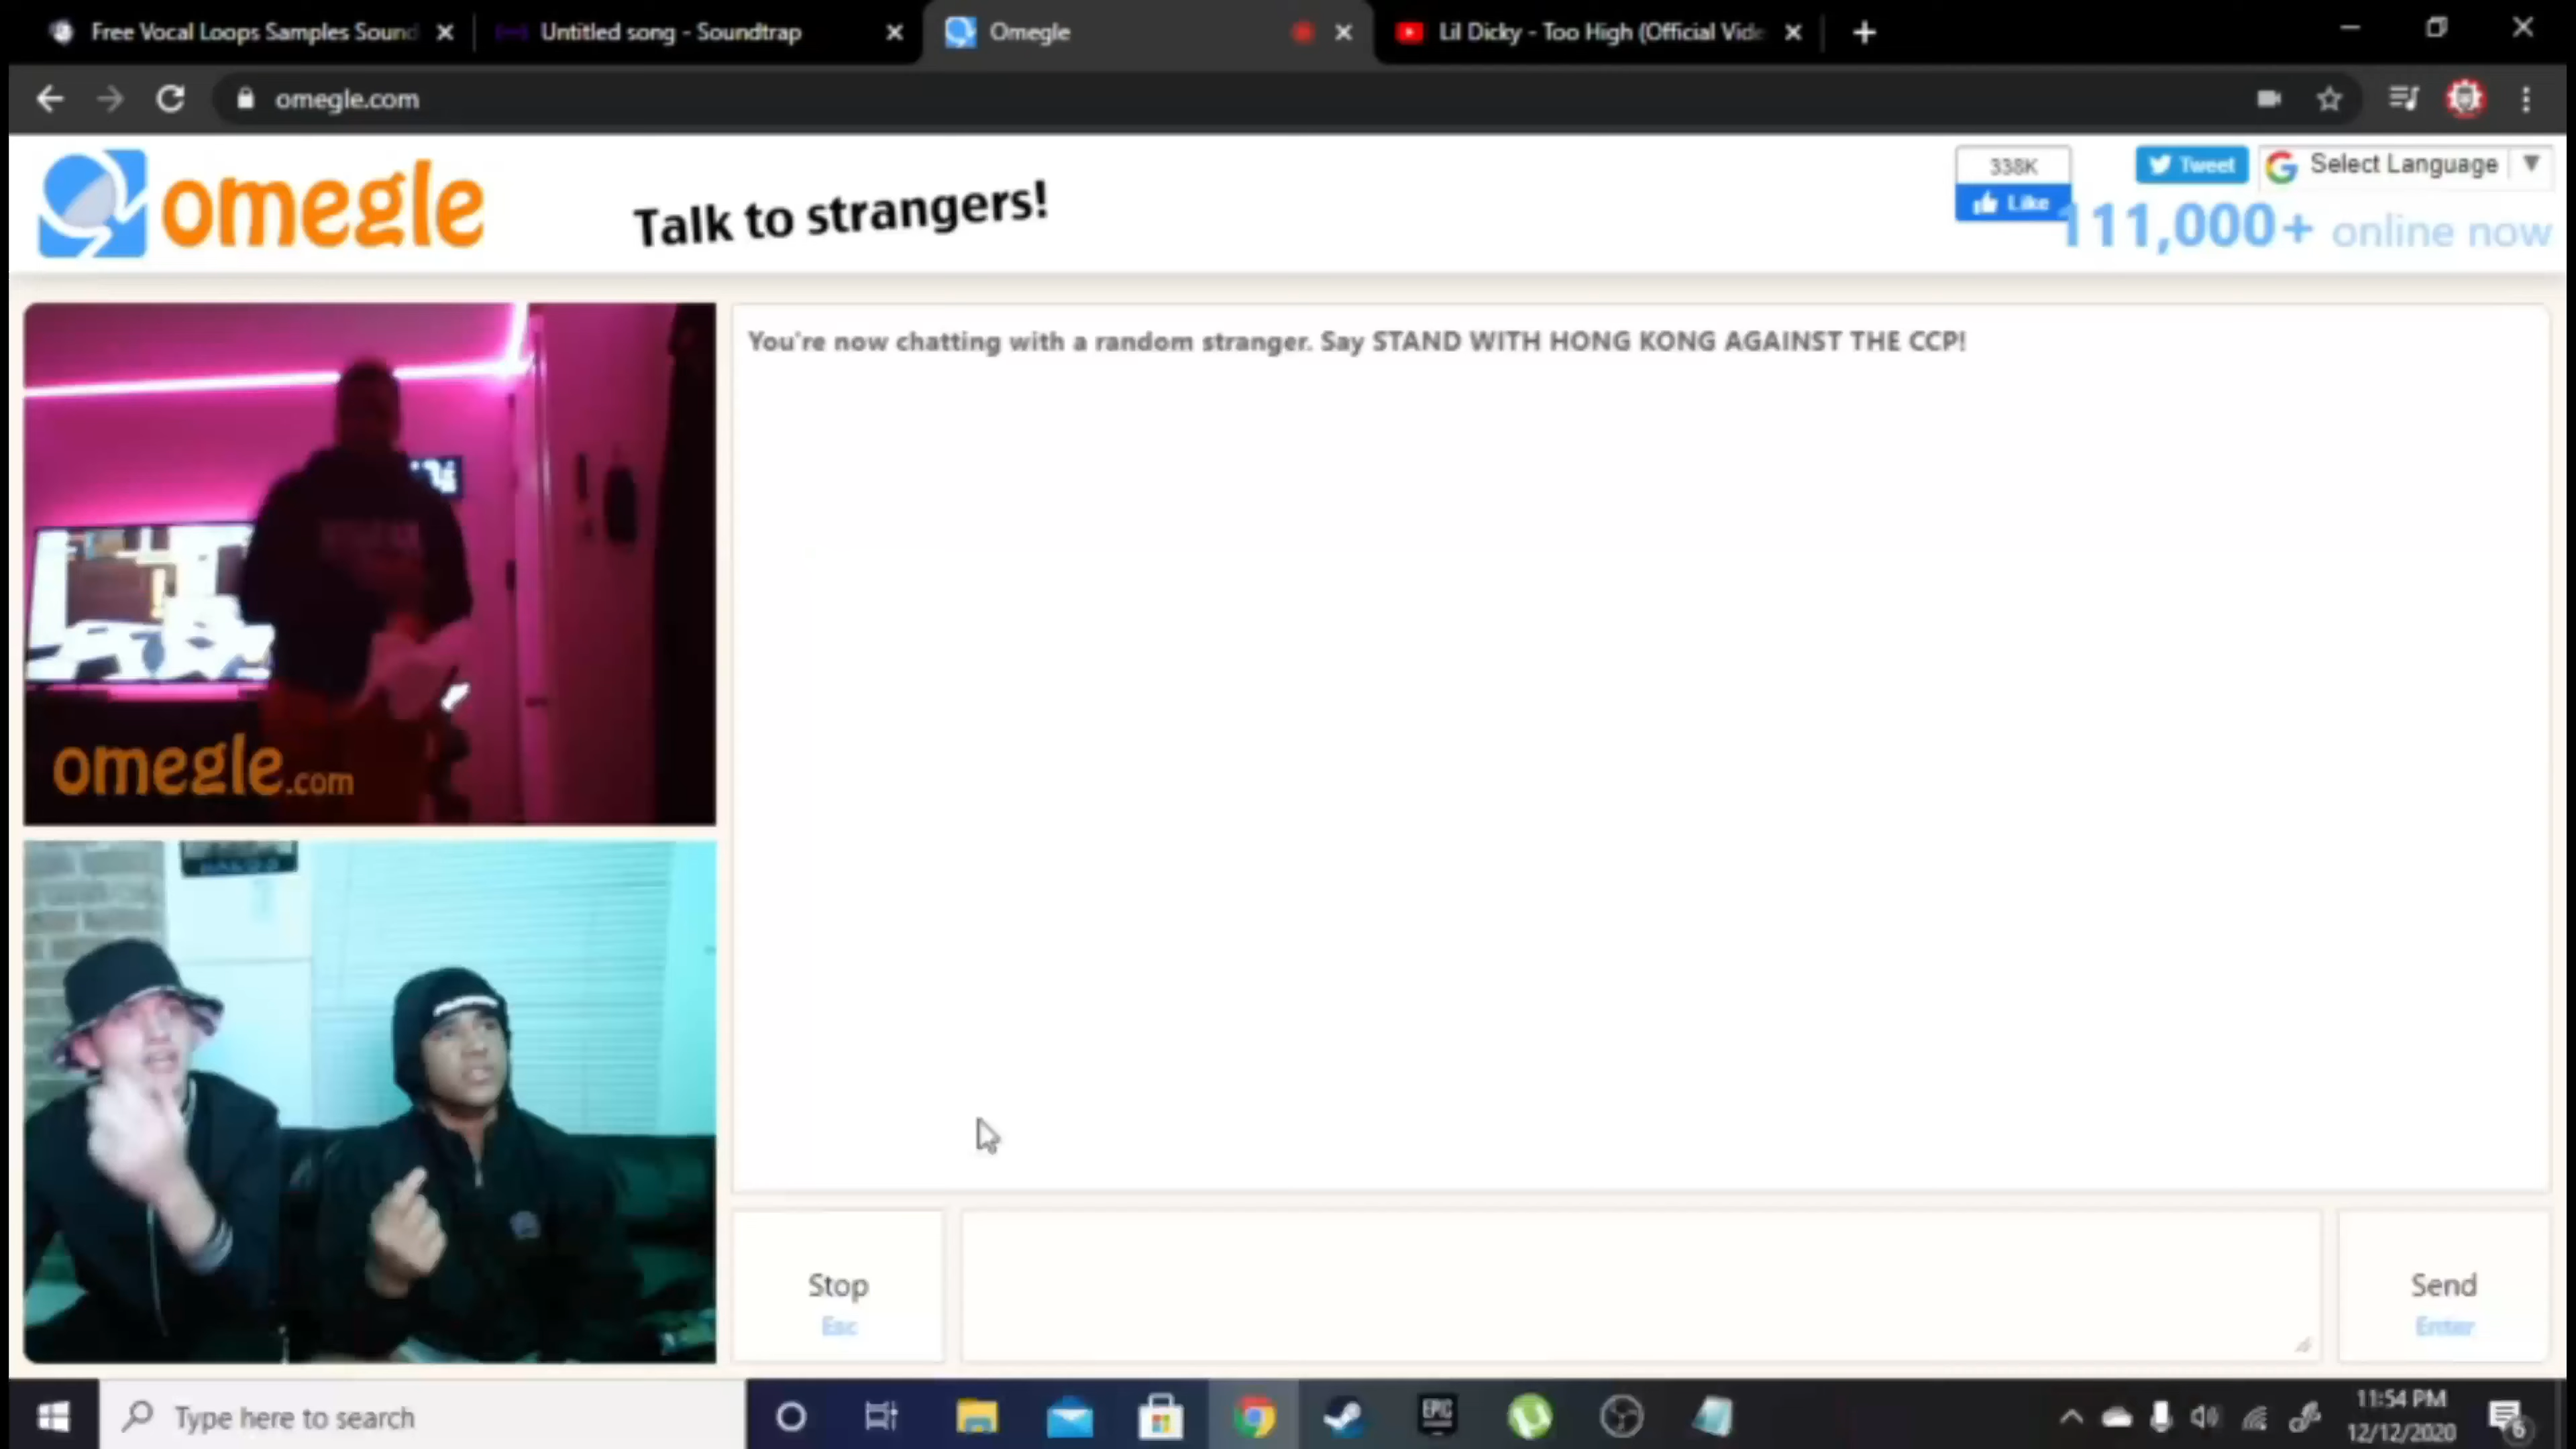 Free Vocal Loops Samples Sound
Untitled song - Soundtrap
Omegle
Lil Dicky - Too High (Official Vide
omegle.com
omegle
Talk to strangers!
338K
Like
Tweet
Select Language
111,000+ online now
You're now chatting with a random stranger. Say STAND WITH HONG KONG AGAINST THE CCP!
omegle.com
Stop
Esc
Send
Enter
Type here to search
EPIC
11:54 PM
12/12/2020
6